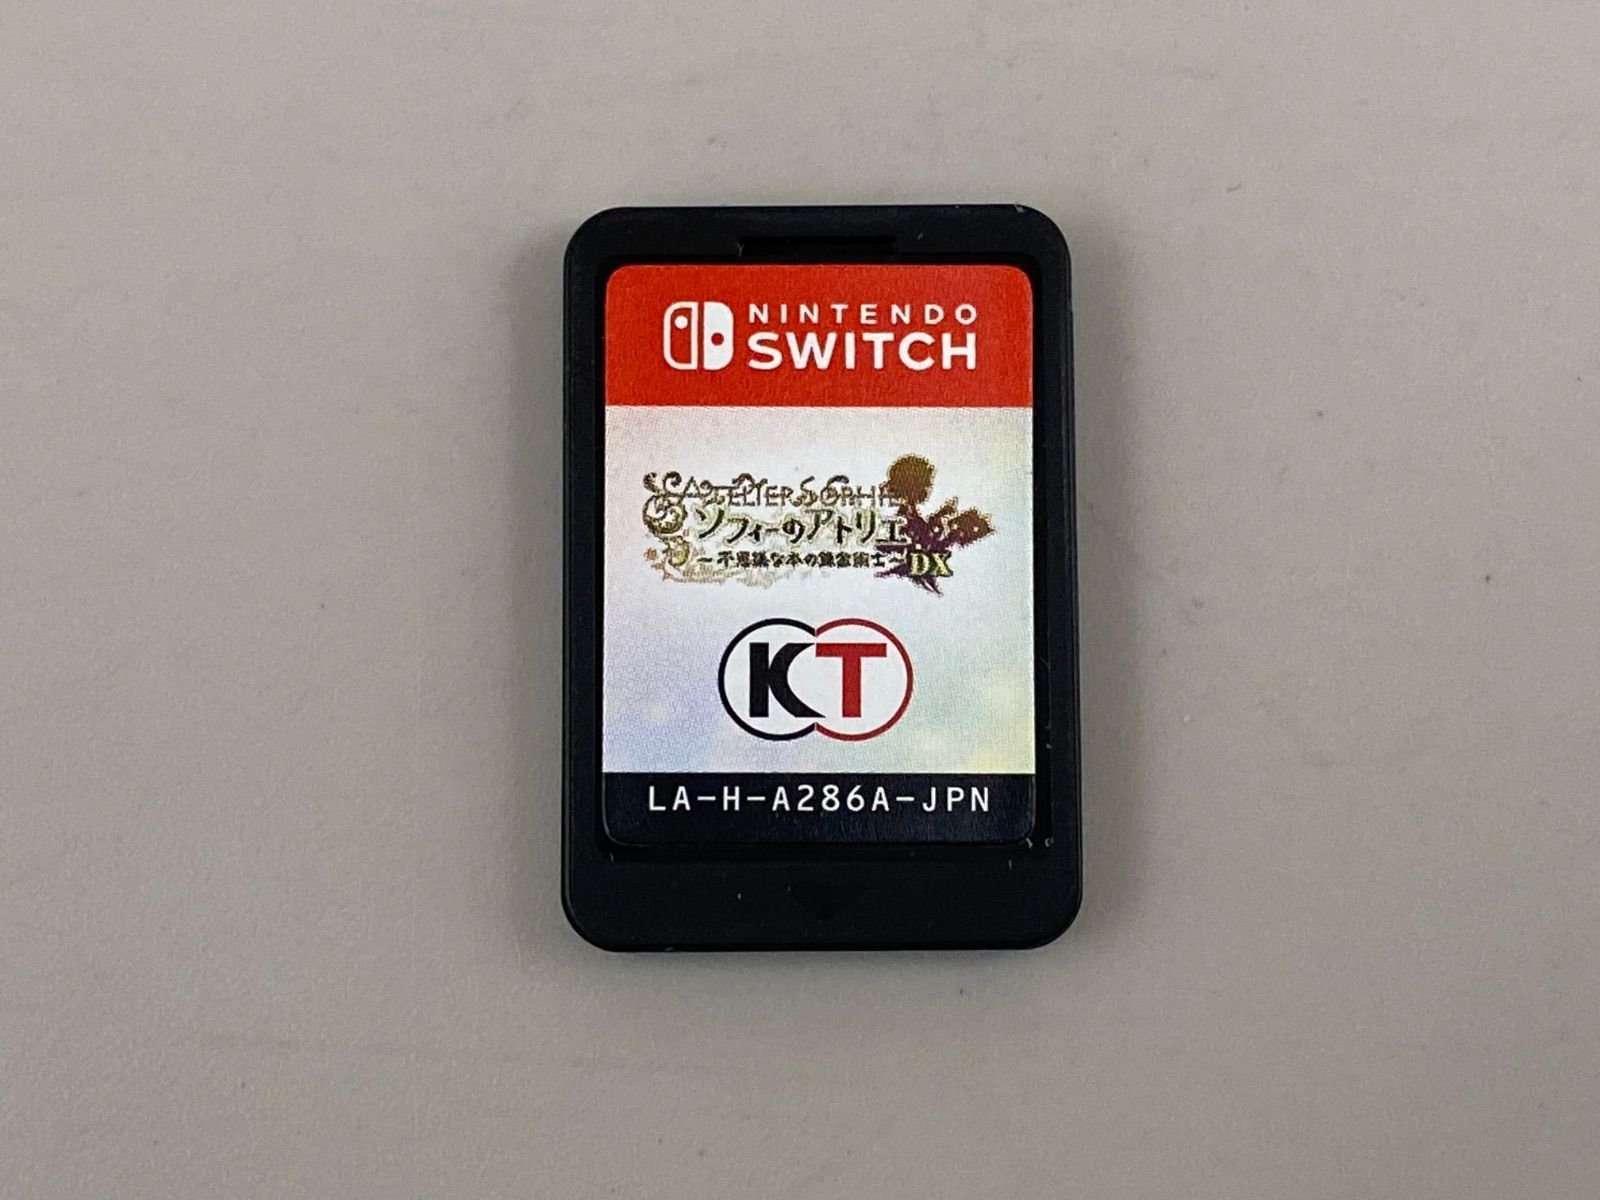 NINTENDO
SWITCH
ATELIER SOPHIE
ソフィーのアトリエ
～不思議な本の錬金術士～ DX
KT
LA-H-A286A-JPN